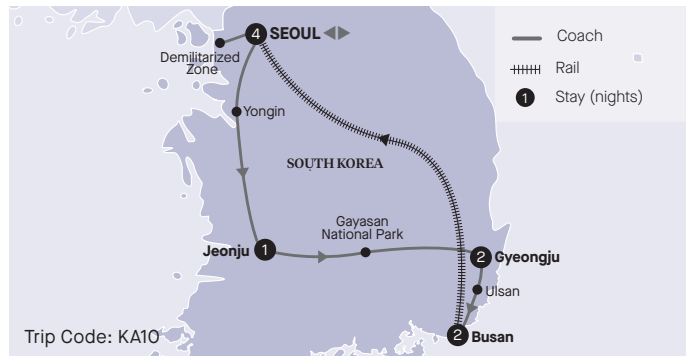 4 SEOUL
Demilitarized
Zone
Yongin
SOUTH KOREA
Gayasan
National Park
Jeonju 1
2 Gyeongju
Ulsan
2 Busan
Trip Code: KA10
Coach
Rail
1 Stay (nights)